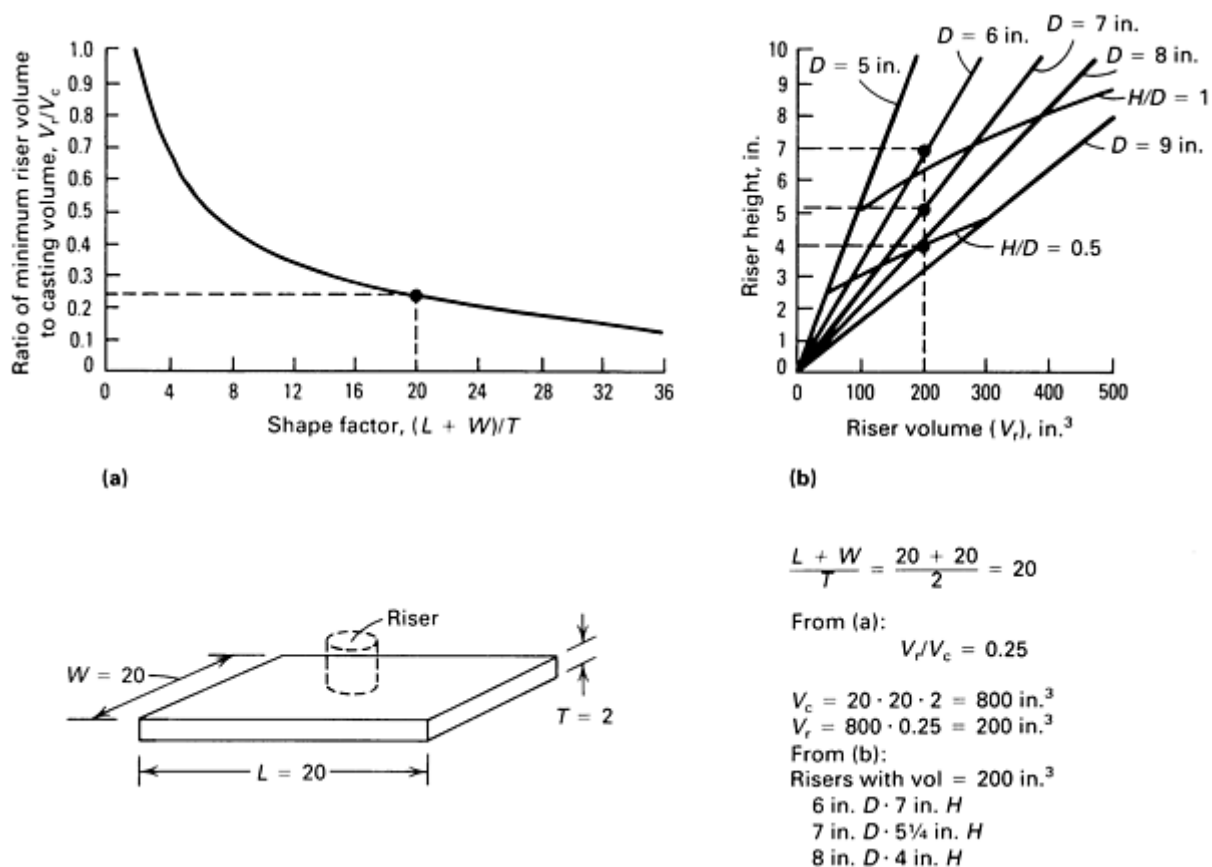 Ratio of minimum riser volume
to casting volume, Vr/Vc
1.0
0.9
0.8
0.7
0.6
0.5
0.4
0.3
0.2
0.1
0
0 4 8 12 16 20 24 28 32 36
Shape factor, (L + W)/T
(a)
Riser height, in.
10
9
8
7
6
5
4
3
2
1
0
D = 5 in.
D = 6 in.
D = 7 in.
D = 8 in.
H/D = 1
D = 9 in.
H/D = 0.5
0 100 200 300 400 500
Riser volume (Vr), in.³
(b)
Riser
W = 20
T = 2
L = 20
L + W / T = 20 + 20 / 2 = 20
From (a):
Vr/Vc = 0.25
Vc = 20 · 20 · 2 = 800 in.³
Vr = 800 · 0.25 = 200 in.³
From (b):
Risers with vol = 200 in.³
6 in. D · 7 in. H
7 in. D · 5¼ in. H
8 in. D · 4 in. H